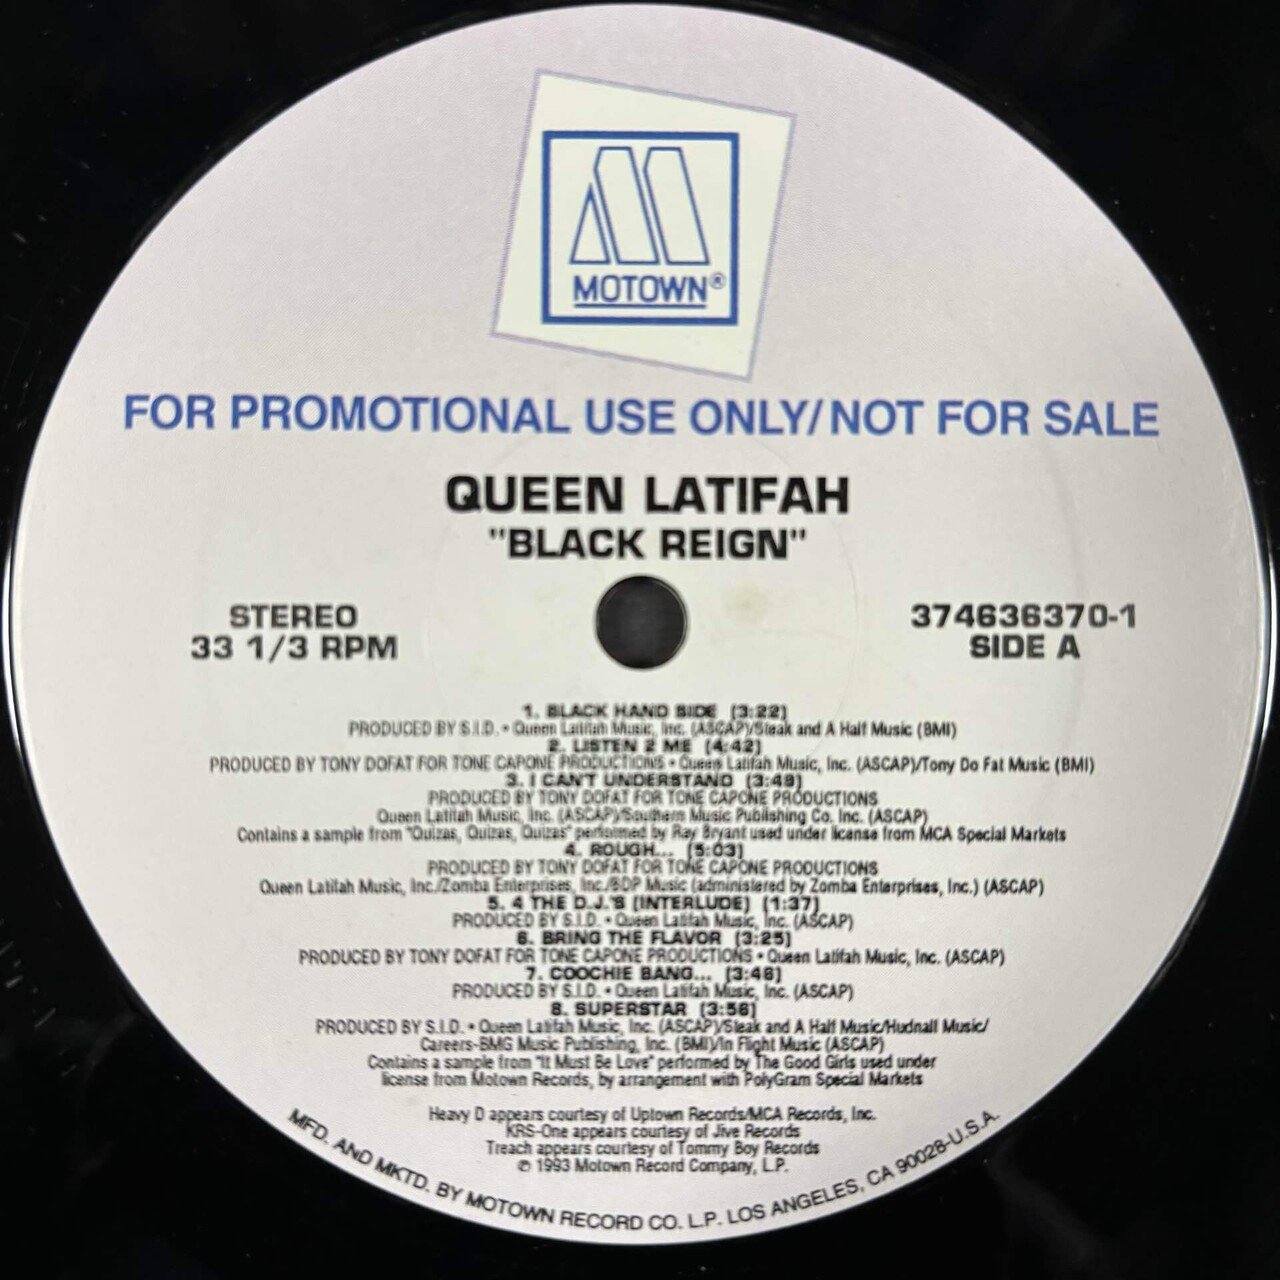 MOTOWN®
FOR PROMOTIONAL USE ONLY/NOT FOR SALE
QUEEN LATIFAH
"BLACK REIGN"
STEREO
33 1/3 RPM
374636370-1
SIDE A
1. BLACK HAND SIDE (3:22)
PRODUCED BY S.I.D. • Queen Latifah Music, Inc. (ASCAP)/Steak and A Half Music (BMI)
2. LISTEN 2 ME (4:42)
PRODUCED BY TONY DOFAT FOR TONE CAPONE PRODUCTIONS • Queen Latifah Music, Inc. (ASCAP)/Tony Do Fat Music (BMI)
3. I CAN'T UNDERSTAND (3:49)
PRODUCED BY TONY DOFAT FOR TONE CAPONE PRODUCTIONS
Queen Latifah Music, Inc. (ASCAP)/Southern Music Publishing Co. Inc. (ASCAP)
Contains a sample from "Quizas, Quizas, Quizas" performed by Ray Bryant used under license from MCA Special Markets
4. ROUGH... (5:03)
PRODUCED BY TONY DOFAT FOR TONE CAPONE PRODUCTIONS
Queen Latifah Music, Inc./Zomba Enterprises, Inc./BDP Music (administered by Zomba Enterprises, Inc.) (ASCAP)
5. 4 THE D.J.'S (INTERLUDE) (1:37)
PRODUCED BY S.I.D. • Queen Latifah Music, Inc. (ASCAP)
6. BRING THE FLAVOR (3:25)
PRODUCED BY TONY DOFAT FOR TONE CAPONE PRODUCTIONS • Queen Latifah Music, Inc. (ASCAP)
7. COOCHIE BANG... (3:46)
PRODUCED BY S.I.D. • Queen Latifah Music, Inc. (ASCAP)
8. SUPERSTAR (3:56)
PRODUCED BY S.I.D. • Queen Latifah Music, Inc. (ASCAP)/Steak and A Half Music/Hudnall Music/
Careers-BMG Music Publishing, Inc. (BMI)/In Flight Music (ASCAP)
Contains a sample from "It Must Be Love" performed by The Good Girls used under
license from Motown Records, by arrangement with PolyGram Special Markets
Heavy D appears courtesy of Uptown Records/MCA Records, Inc.
KRS-One appears courtesy of Jive Records
Treach appears courtesy of Tommy Boy Records
℗ 1993 Motown Record Company, L.P.
MFD. AND MKTD. BY MOTOWN RECORD CO. L.P. LOS ANGELES, CA 90028-U.S.A.